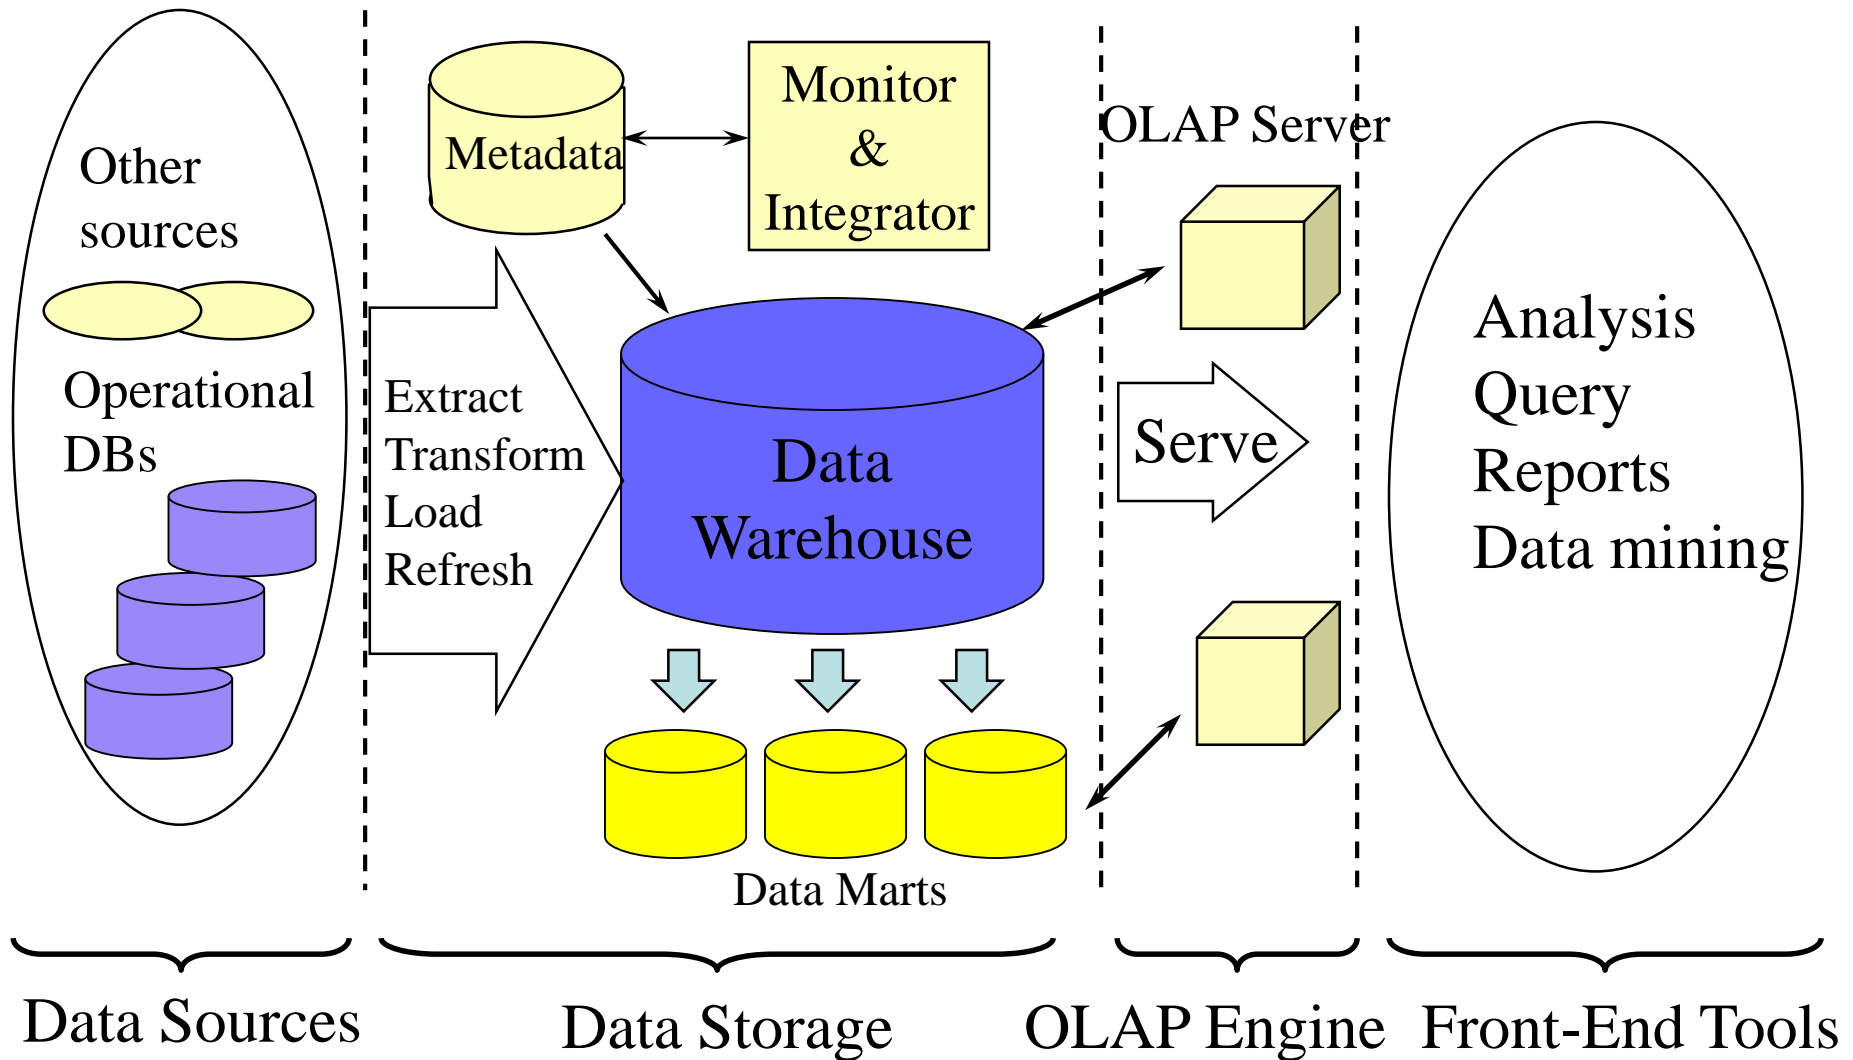 Other
sources
Operational
DBs
Metadata
Monitor
&
Integrator
Extract
Transform
Load
Refresh
Data
Warehouse
Data Marts
OLAP Server
Serve
Analysis
Query
Reports
Data mining
Data Sources
Data Storage
OLAP Engine
Front-End Tools